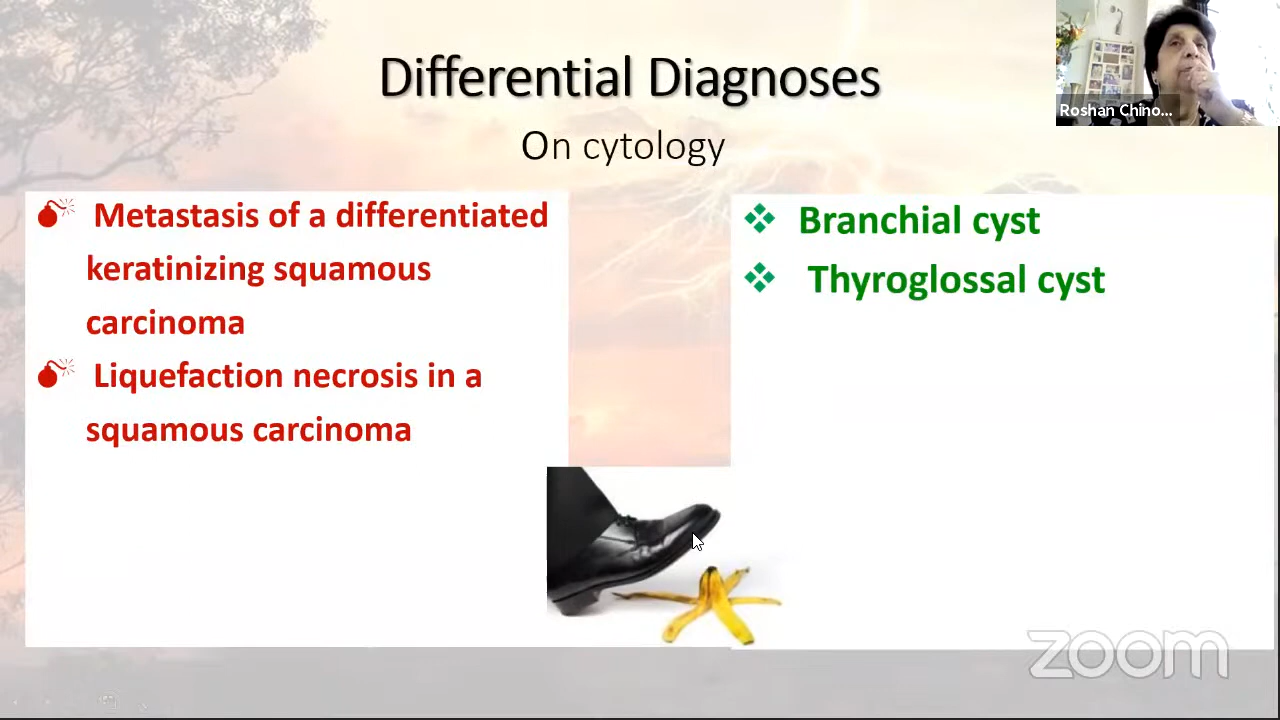 Differential Diagnoses
On cytology
Roshan Chino...
Metastasis of a differentiated
keratinizing squamous
carcinoma
Liquefaction necrosis in a
squamous carcinoma
Branchial cyst
Thyroglossal cyst
zoom